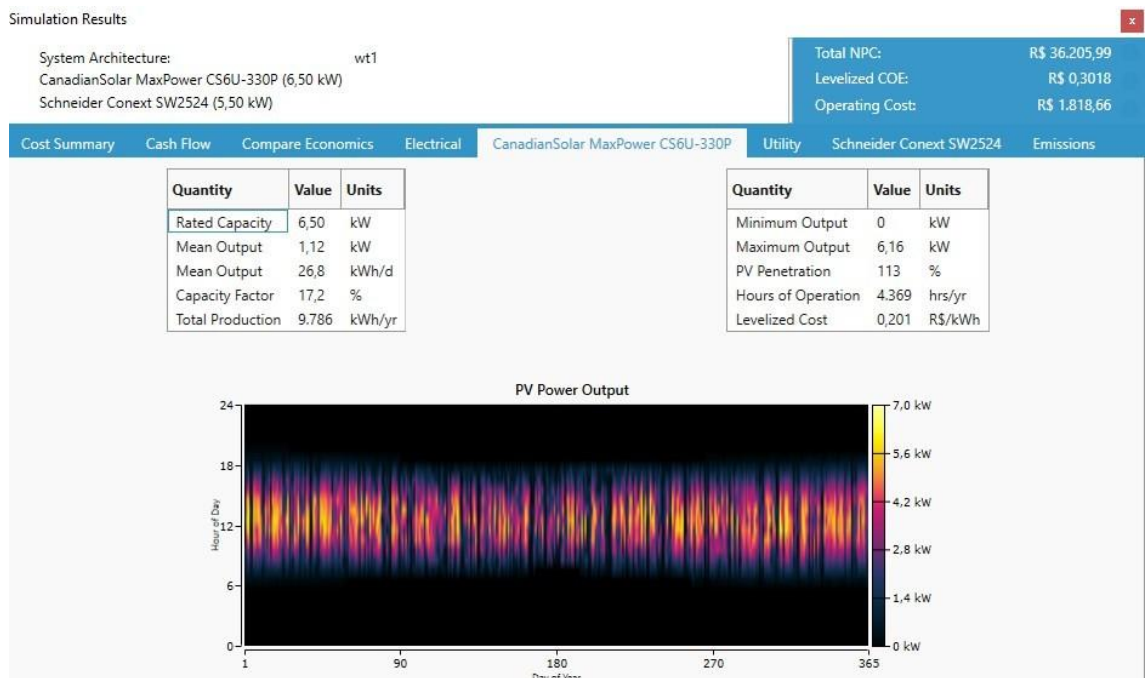 Simulation Results
x
System Architecture: wt1
CanadianSolar MaxPower CS6U-330P (6,50 kW)
Schneider Conext SW2524 (5,50 kW)
Total NPC: R$ 36.205,99
Levelized COE: R$ 0,3018
Operating Cost: R$ 1.818,66
Cost Summary Cash Flow Compare Economics Electrical CanadianSolar MaxPower CS6U-330P Utility Schneider Conext SW2524 Emissions
Quantity Value Units
Rated Capacity 6,50 kW
Mean Output 1,12 kW
Mean Output 26,8 kWh/d
Capacity Factor 17,2 %
Total Production 9.786 kWh/yr
Quantity Value Units
Minimum Output 0 kW
Maximum Output 6,16 kW
PV Penetration 113 %
Hours of Operation 4.369 hrs/yr
Levelized Cost 0,201 R$/kWh
PV Power Output
24
18
12
6
0
Hour of Day
1 90 180 270 365
Day of Year
7,0 kW
5,6 kW
4,2 kW
2,8 kW
1,4 kW
0 kW